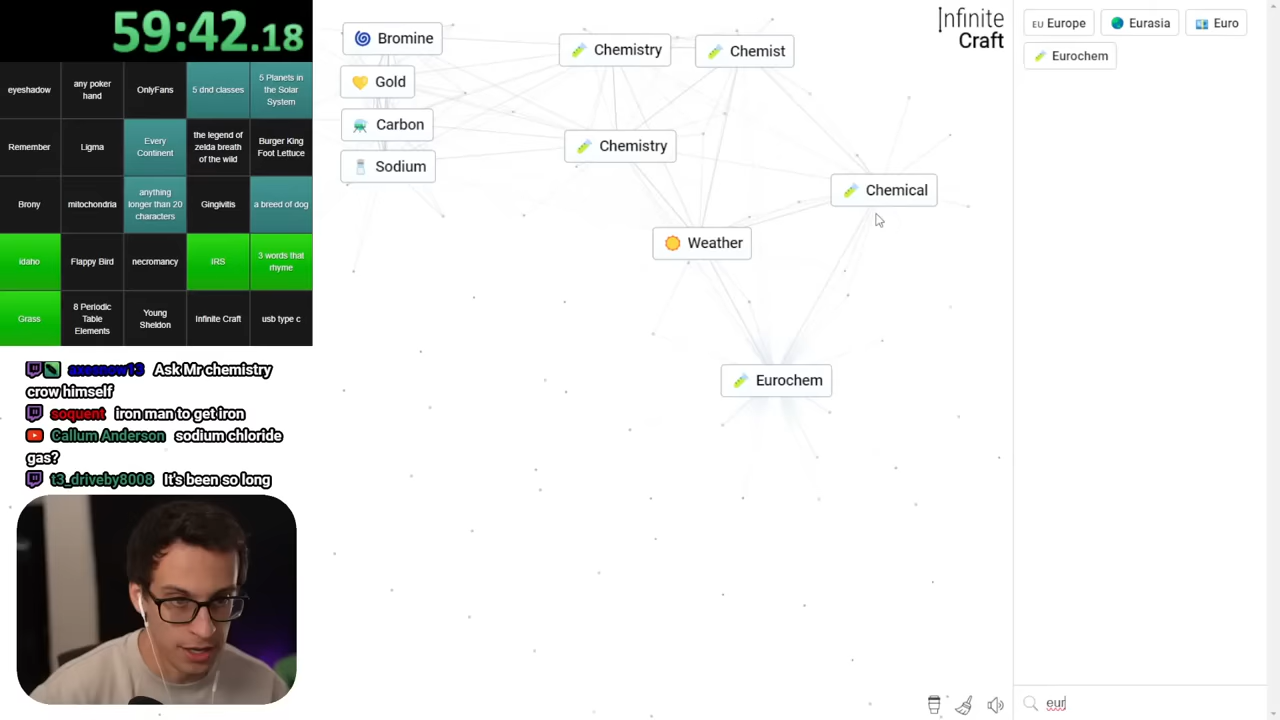 59:42.18
eyeshadow
any poker
hand
OnlyFans
5 dnd classes
5 Planets in
the Solar
System
Remember
Ligma
Every
Continent
the legend of
zelda breath
of the wild
Burger King
Foot Lettuce
Brony
mitochondria
anything
longer than 20
characters
Gingivitis
a breed of dog
idaho
Flappy Bird
necromancy
IRS
3 words that
rhyme
Grass
8 Periodic
Table
Elements
Young
Sheldon
Infinite Craft
usb type c
axesnow13 Ask Mr chemistry
crow himself
soquent iron man to get iron
Callum Anderson sodium chloride
gas?
t3_driveby8008 It's been so long
Bromine
Gold
Carbon
Sodium
Chemistry
Chemist
Chemistry
Chemical
Weather
Eurochem
Infinite
Craft
EU Europe
Eurasia
Euro
Eurochem
eur